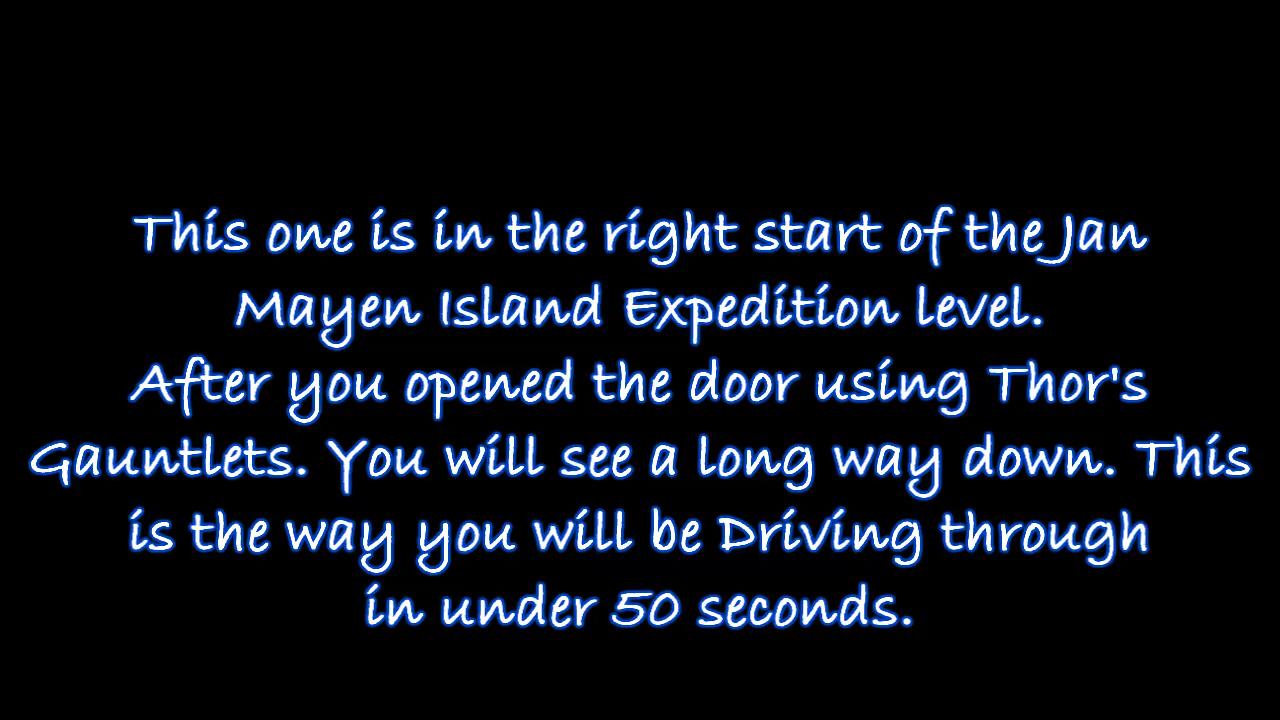 This one is in the right start of the Jan
Mayen Island Expedition level.
After you opened the door using Thor's
Gauntlets. You will see a long way down. This
is the way you will be Driving through
in under 50 seconds.